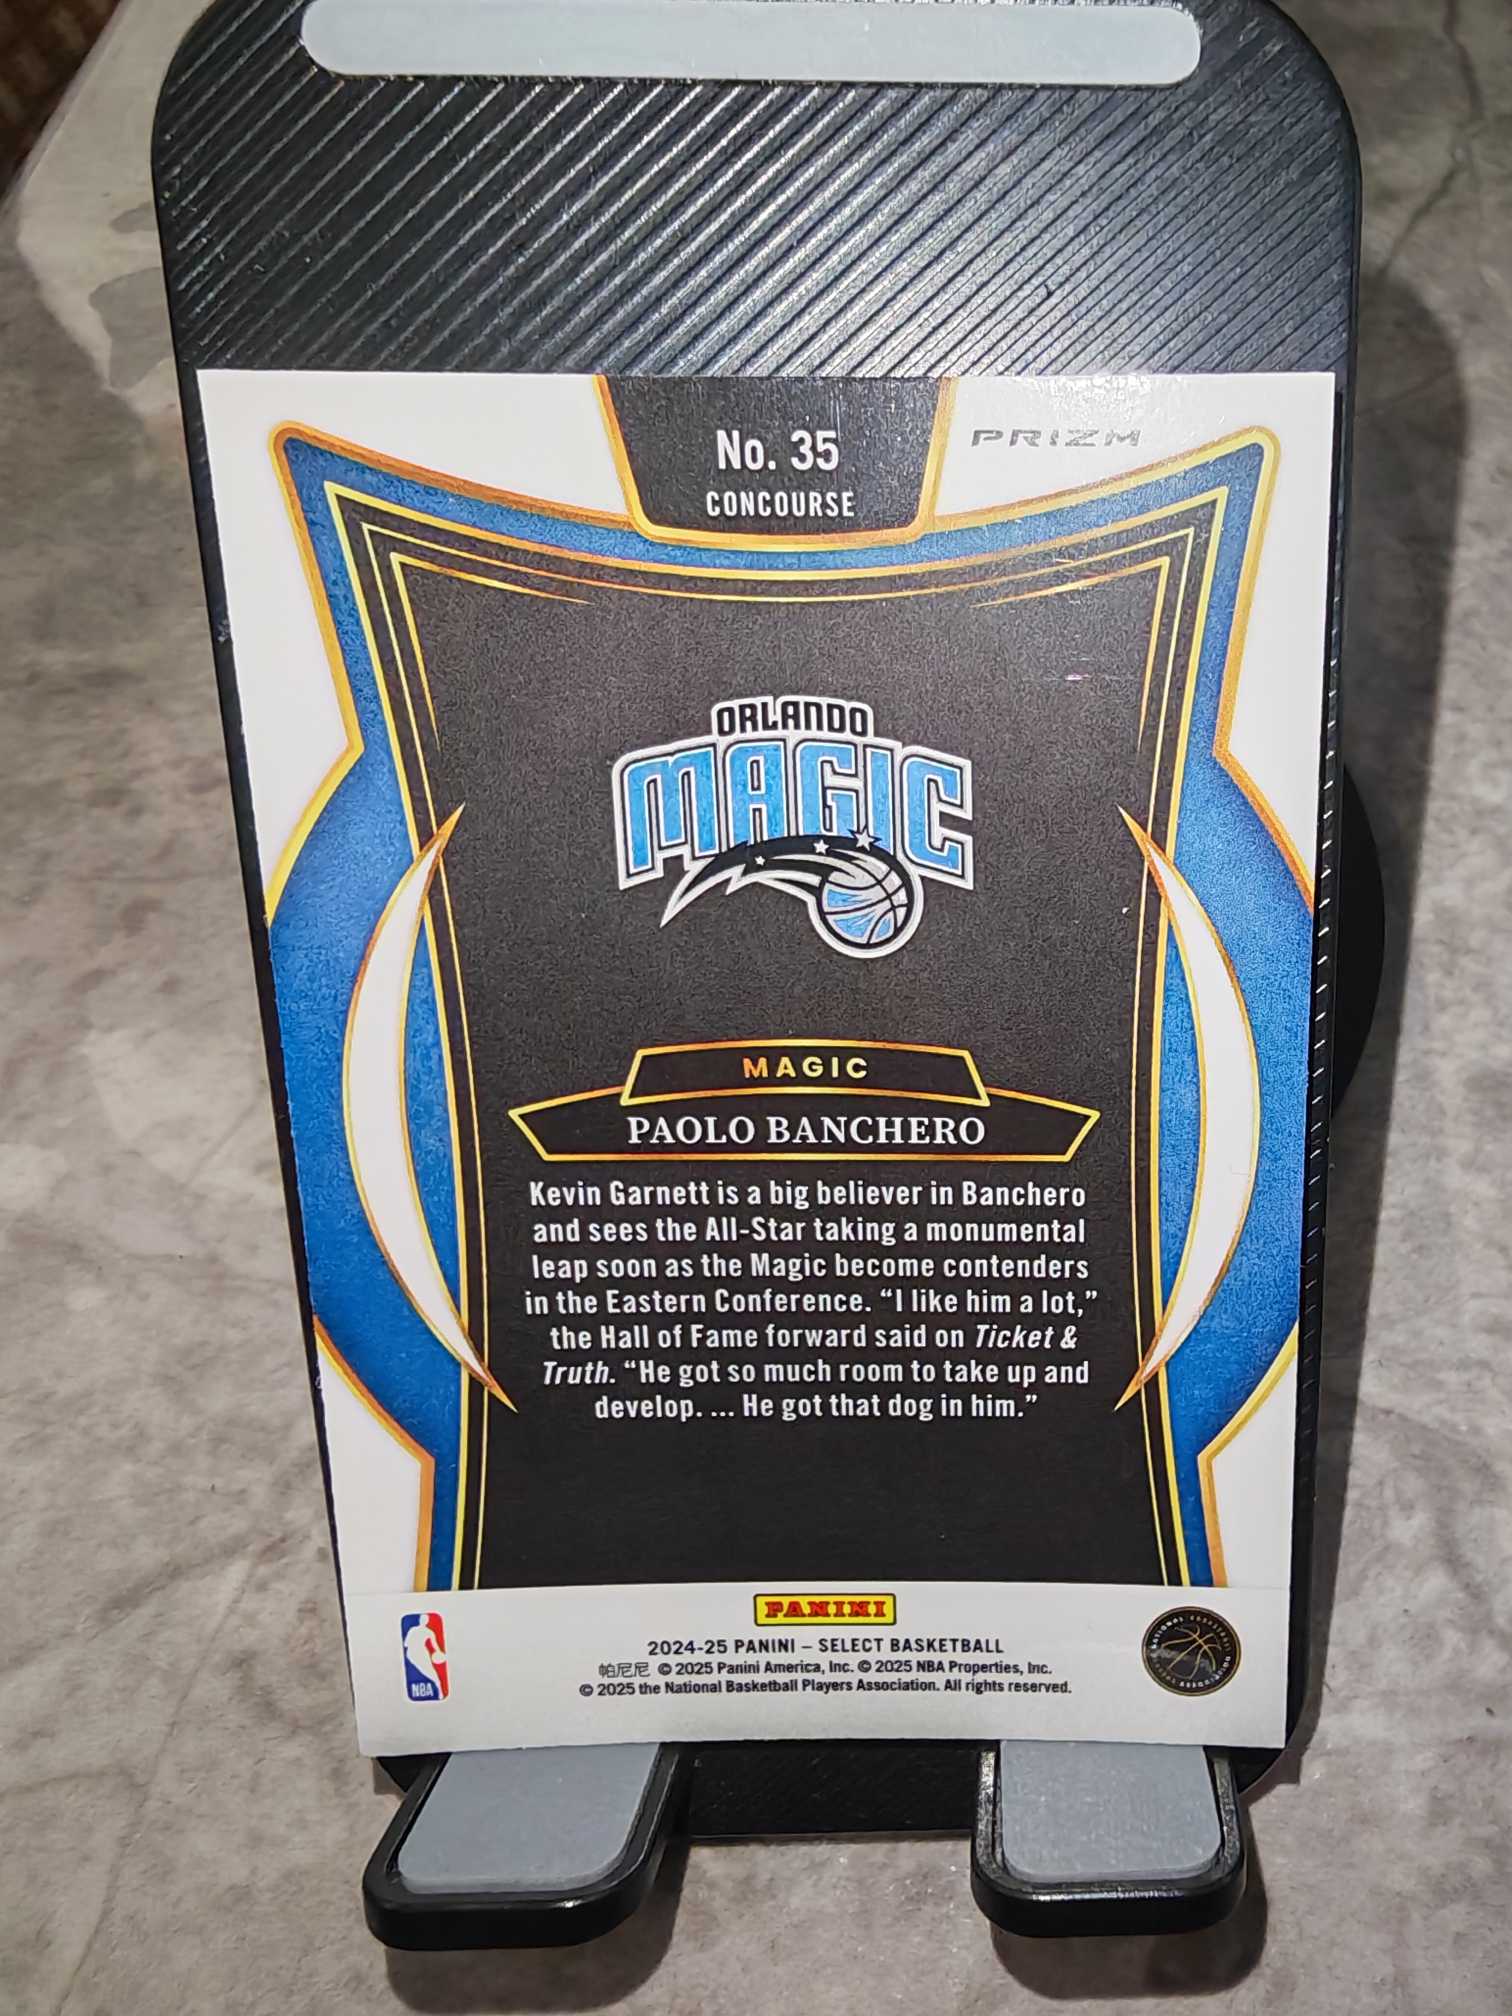 No. 35
PRIZM
CONCOURSE
ORLANDO
MAGIC
MAGIC
PAOLO BANCHERO
Kevin Garnett is a big believer in Banchero
and sees the All-Star taking a monumental
leap soon as the Magic become contenders
in the Eastern Conference. “I like him a lot,”
the Hall of Fame forward said on Ticket &
Truth. “He got so much room to take up and
develop. ... He got that dog in him.”
PANINI
2024-25 PANINI – SELECT BASKETBALL
帕尼尼 © 2025 Panini America, Inc. © 2025 NBA Properties, Inc.
© 2025 the National Basketball Players Association. All rights reserved.
NBA
NATIONAL BASKETBALL